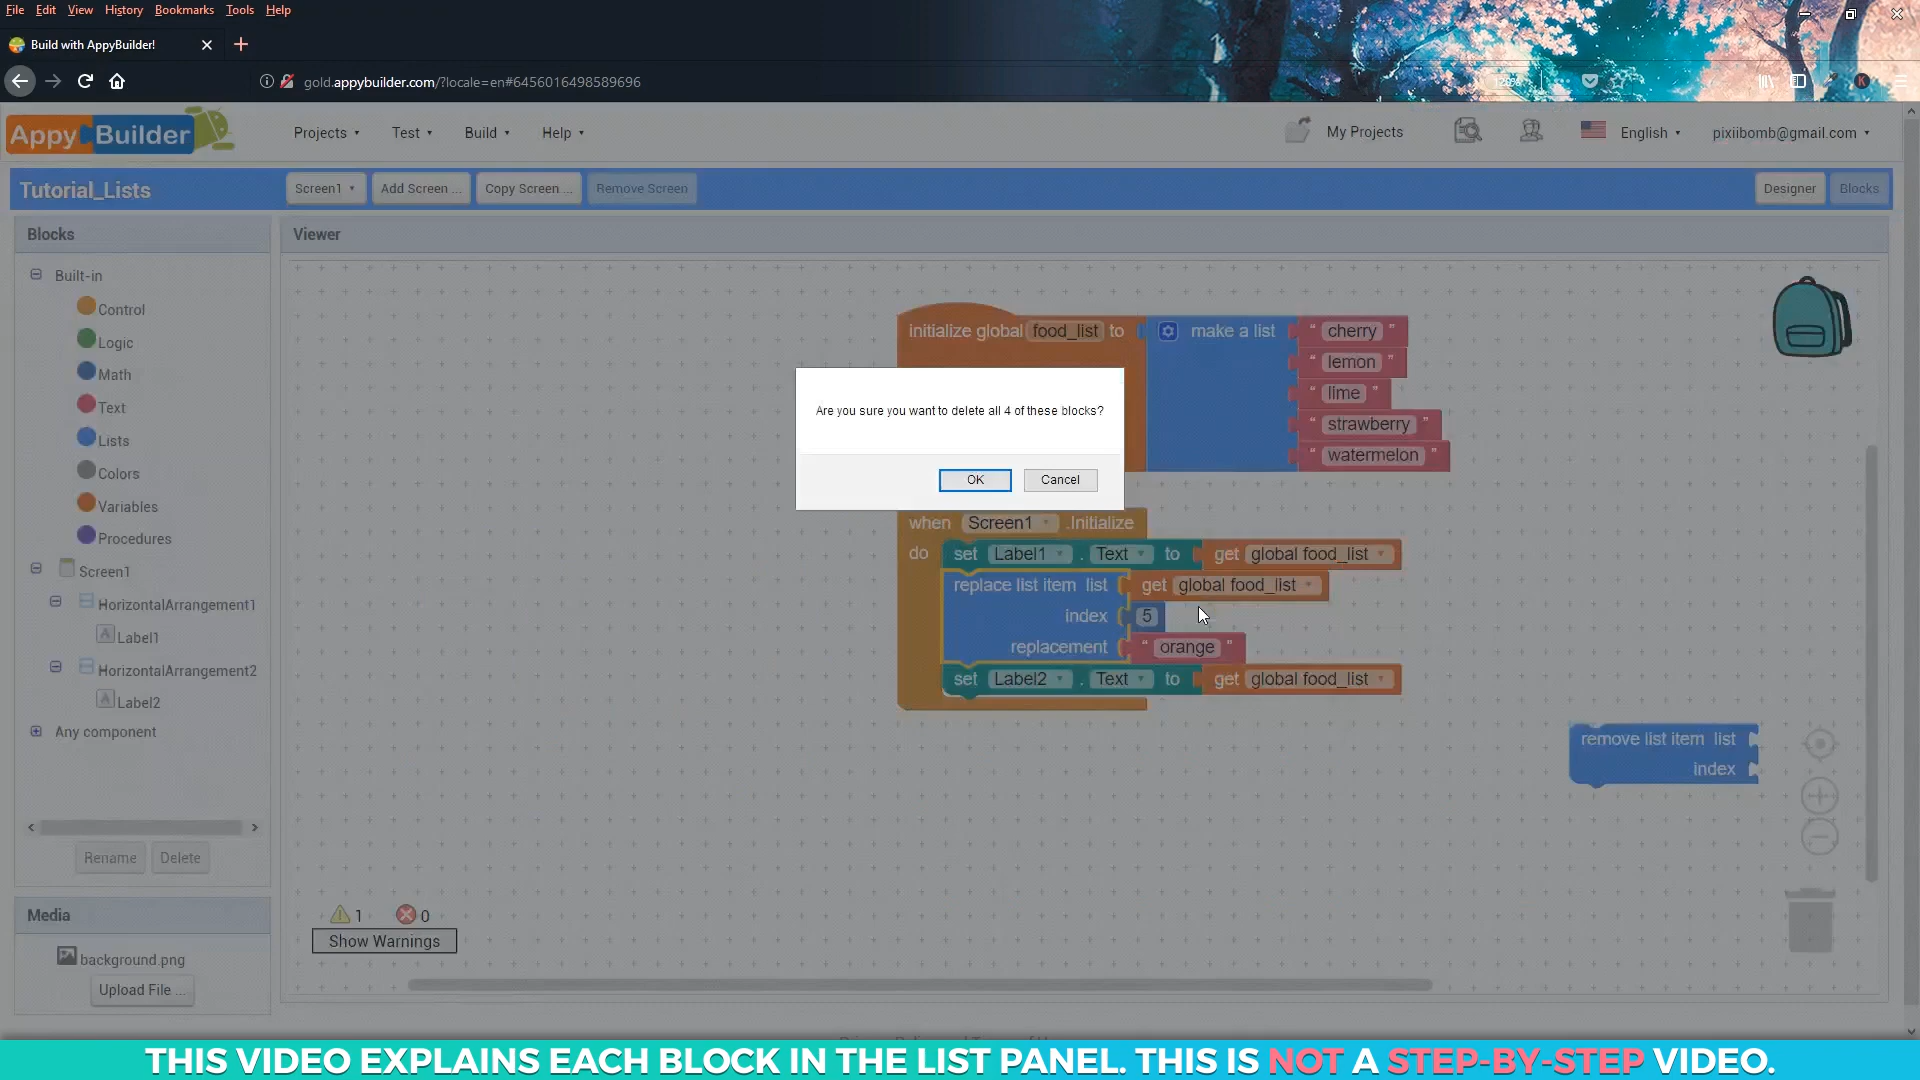 File Edit View History Bookmarks Tools Help
Build with AppyBuilder!
gold.appybuilder.com/?locale=en#6456016498589696
Appy Builder
Projects Test Build Help My Projects English pixiibomb@gmail.com
Tutorial_Lists Screen1 Add Screen ... Copy Screen ... Remove Screen Designer Blocks
Blocks
Viewer
Built-in
Control
Logic
Math
Text
Lists
Colors
Variables
Procedures
Screen1
HorizontalArrangement1
Label1
HorizontalArrangement2
Label2
Any component
Rename Delete
Media
background.png
Upload File ...
initialize global food_list to make a list " cherry "
" lemon "
" lime "
" strawberry "
" watermelon "
Are you sure you want to delete all 4 of these blocks?
OK Cancel
when Screen1 .Initialize
do set Label1 . Text to get global food_list
replace list item list get global food_list
index 5
replacement " orange "
set Label2 . Text to get global food_list
remove list item list
index
1 0
Show Warnings
THIS VIDEO EXPLAINS EACH BLOCK IN THE LIST PANEL. THIS IS NOT A STEP-BY-STEP VIDEO.